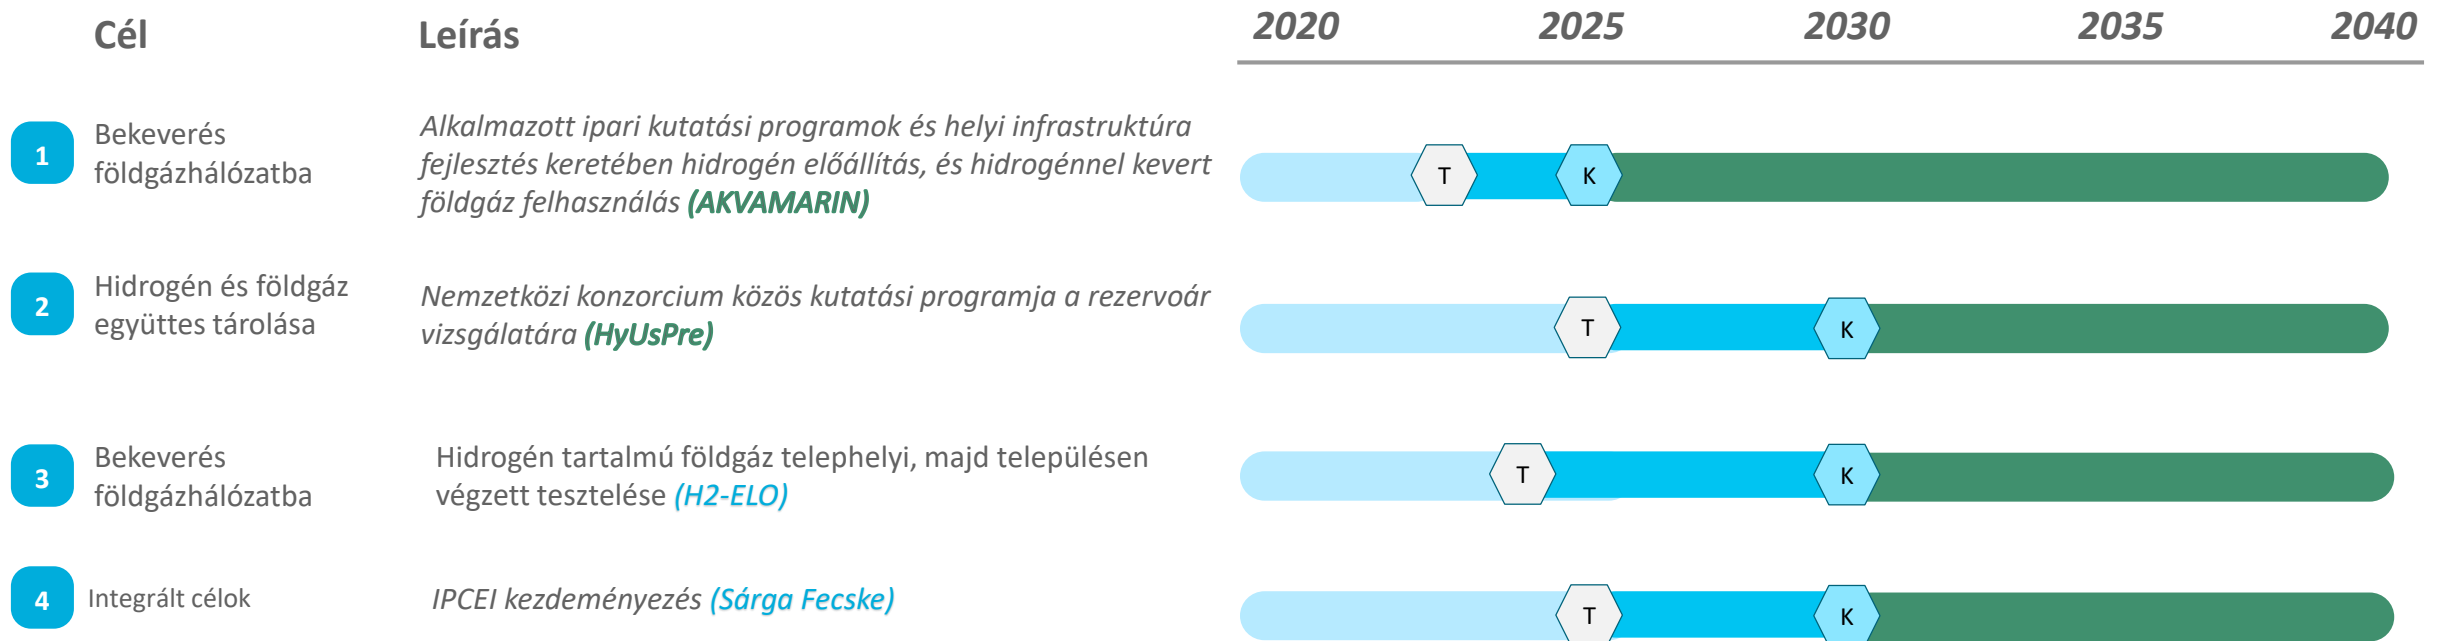 Cél
Leírás
2020
2025
2030
2035
2040
1
Bekeverés
földgázhálózatba
Alkalmazott ipari kutatási programok és helyi infrastruktúra
fejlesztés keretében hidrogén előállítás, és hidrogénnel kevert
földgáz felhasználás (AKVAMARIN)
T
K
2
Hidrogén és földgáz
együttes tárolása
Nemzetközi konzorcium közös kutatási programja a rezervoár
vizsgálatára (HyUsPre)
T
K
3
Bekeverés
földgázhálózatba
Hidrogén tartalmú földgáz telephelyi, majd településen
végzett tesztelése (H2-ELO)
T
K
4
Integrált célok
IPCEI kezdeményezés (Sárga Fecske)
T
K